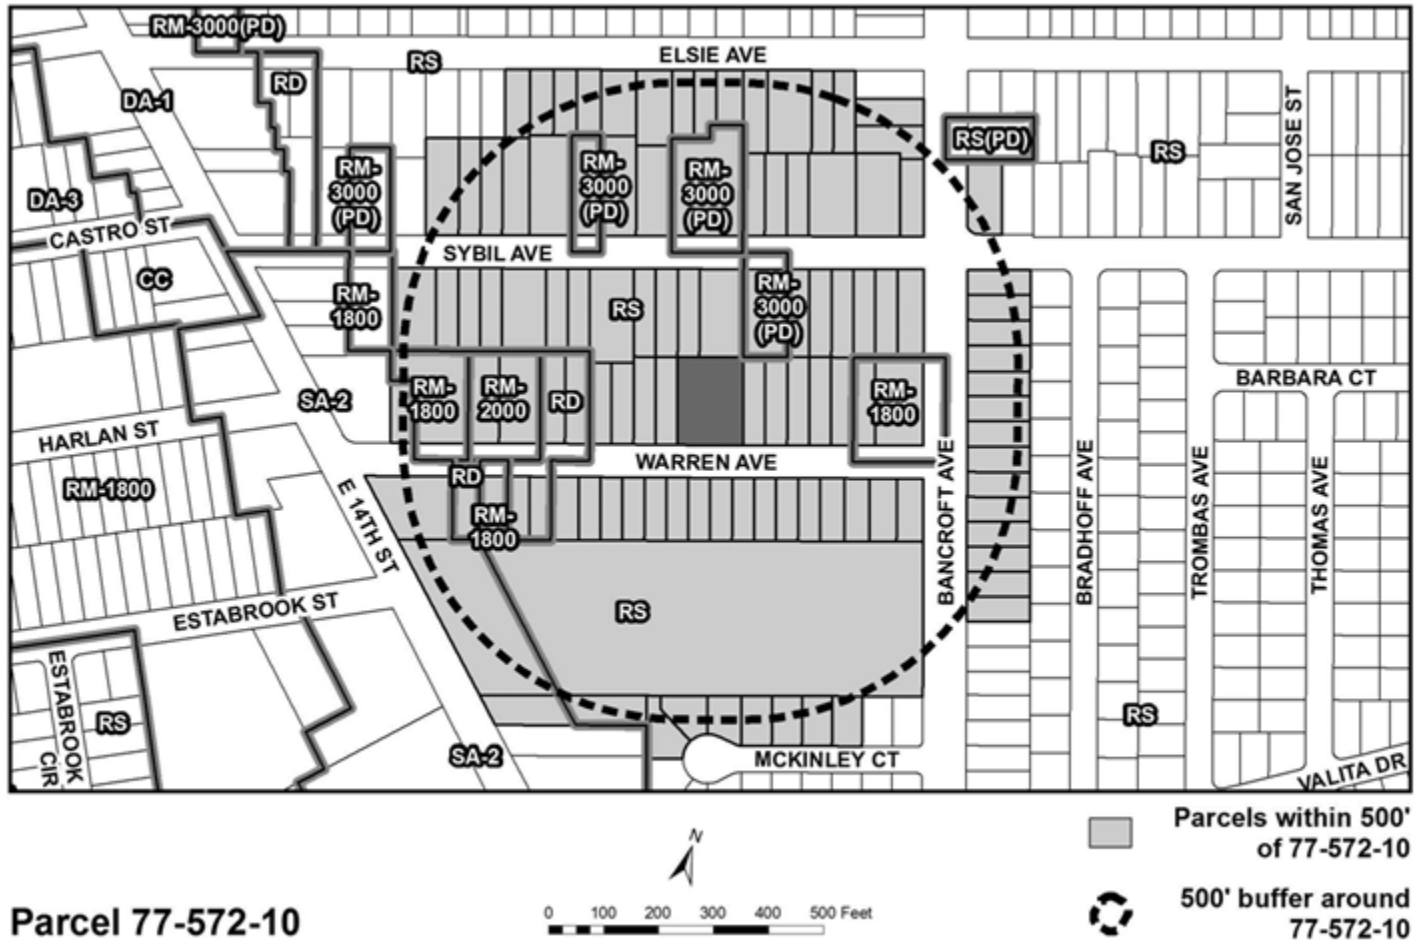 RM-3000(PD)
RS
ELSIE AVE
RD
DA-1
RS(PD)
RS
SAN JOSE ST
RM-
3000
(PD)
RM-
3000
(PD)
RM-
3000
(PD)
DA-3
CASTRO ST
SYBIL AVE
CC
RM-
1800
RS
RM-
3000
(PD)
RM-
1800
RM-
2000
RD
RM-
1800
SA-2
BARBARA CT
HARLAN ST
WARREN AVE
RM-1800
RD
RM-
1800
E 14TH ST
BANCROFT AVE
BRADHOFF AVE
TROMBAS AVE
THOMAS AVE
ESTABROOK ST
RS
ESTABROOK
CIR
RS
RS
SA-2
MCKINLEY CT
VALITA DR
Parcels within 500'
of 77-572-10
N
500' buffer around
77-572-10
Parcel 77-572-10
0 100 200 300 400 500 Feet